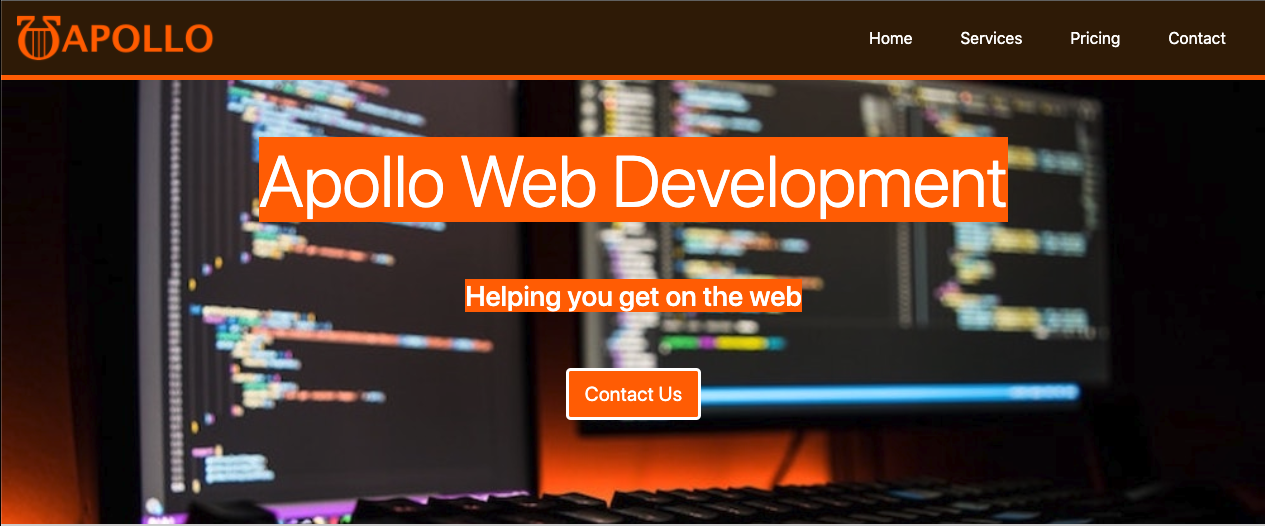 APOLLO
Home Services Pricing Contact
Apollo Web Development
Helping you get on the web
Contact Us